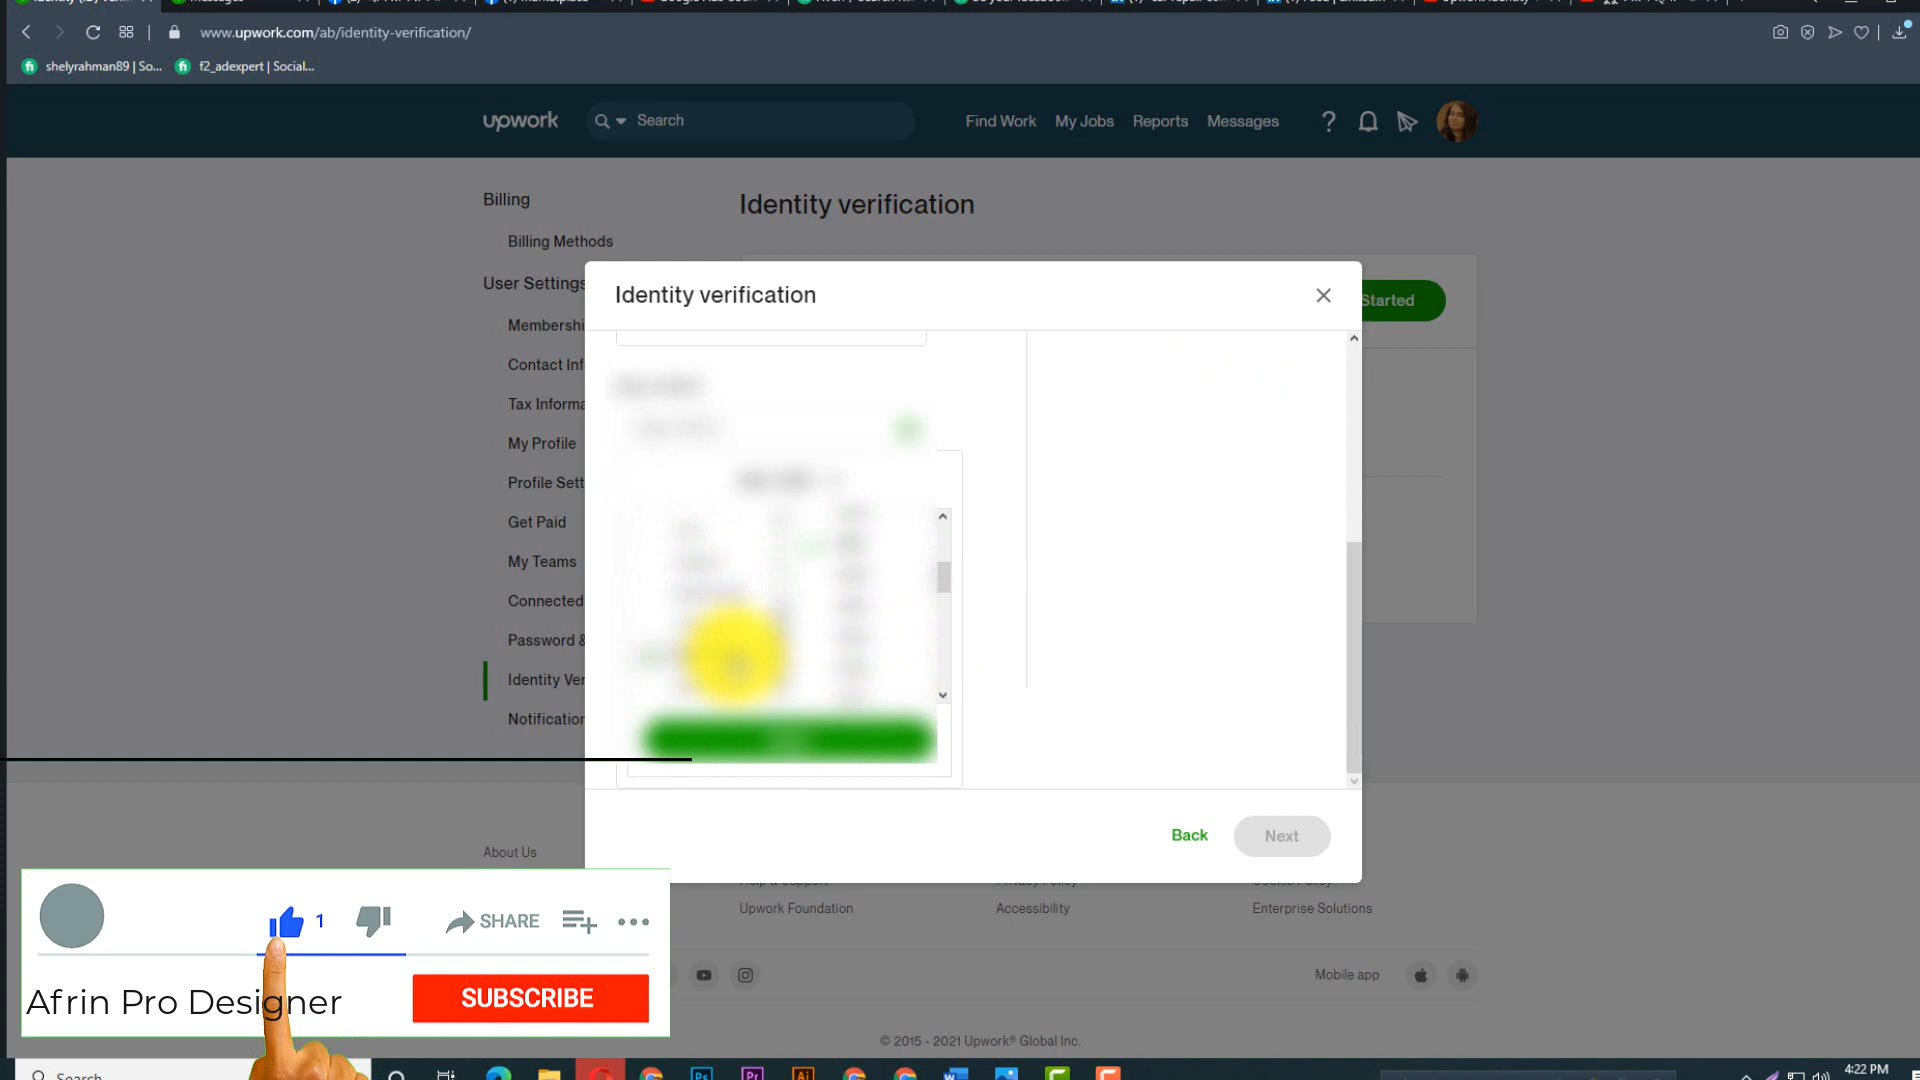 www.upwork.com/ab/identity-verification/
shelyrahman89 | So...
f2_adexpert | Social...
upwork
Search
Find Work
My Jobs
Reports
Messages
Billing
Identity verification
Billing Methods
User Settings
Identity verification
Started
Membershi
Contact Inf
Tax Informa
My Profile
Profile Sett
Get Paid
My Teams
Connected
Password &
Identity Ver
Notification
Back
Next
About Us
Upwork Foundation
Accessibility
Enterprise Solutions
1
SHARE
Afrin Pro Designer
SUBSCRIBE
Mobile app
© 2015 - 2021 Upwork® Global Inc.
Search
4:22 PM